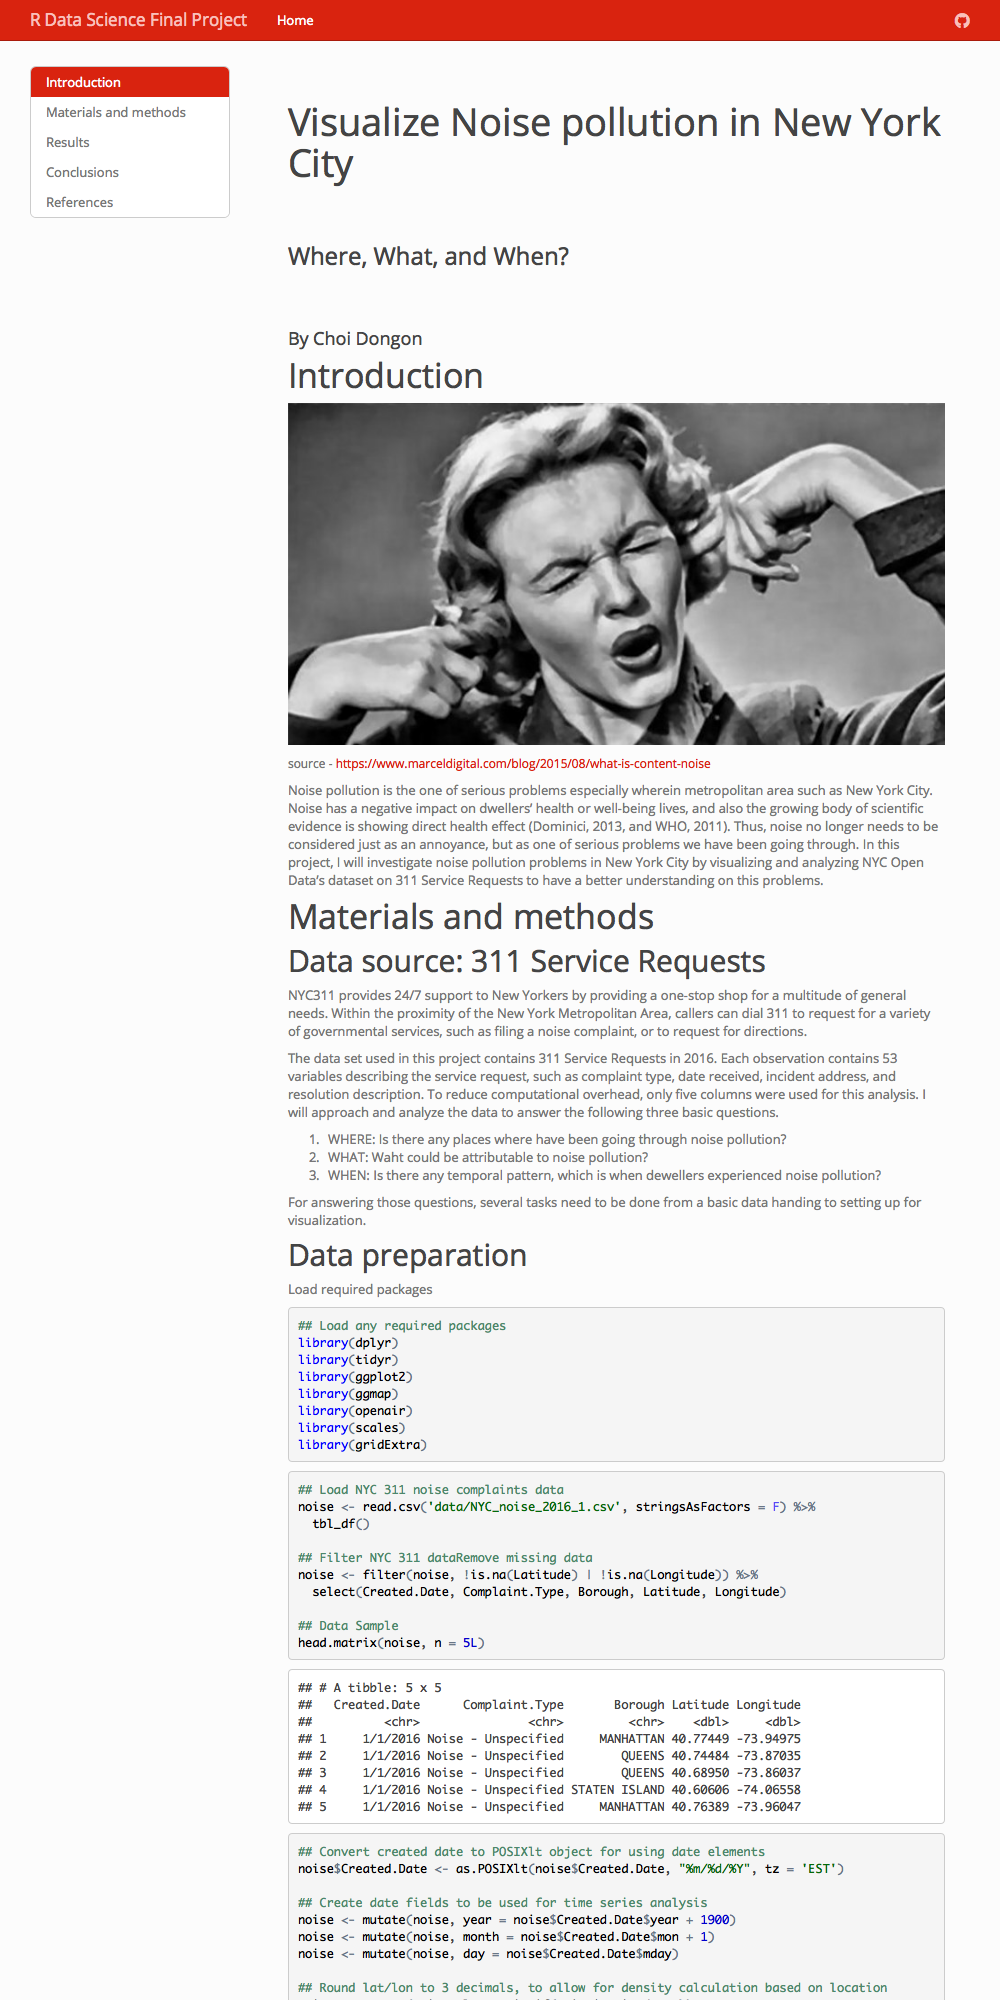 R Data Science Final Project Home
Introduction
Materials and methods
Results
Conclusions
References
Visualize Noise pollution in New York
City
Where, What, and When?
By Choi Dongon
Introduction
source - https://www.marceldigital.com/blog/2015/08/what-is-content-noise
Noise pollution is the one of serious problems especially wherein metropolitan area such as New York City.
Noise has a negative impact on dwellers’ health or well-being lives, and also the growing body of scientific
evidence is showing direct health effect (Dominici, 2013, and WHO, 2011). Thus, noise no longer needs to be
considered just as an annoyance, but as one of serious problems we have been going through. In this
project, I will investigate noise pollution problems in New York City by visualizing and analyzing NYC Open
Data’s dataset on 311 Service Requests to have a better understanding on this problems.
Materials and methods
Data source: 311 Service Requests
NYC311 provides 24/7 support to New Yorkers by providing a one-stop shop for a multitude of general
needs. Within the proximity of the New York Metropolitan Area, callers can dial 311 to request for a variety
of governmental services, such as filing a noise complaint, or to request for directions.
The data set used in this project contains 311 Service Requests in 2016. Each observation contains 53
variables describing the service request, such as complaint type, date received, incident address, and
resolution description. To reduce computational overhead, only five columns were used for this analysis. I
will approach and analyze the data to answer the following three basic questions.
1. WHERE: Is there any places where have been going through noise pollution?
2. WHAT: Waht could be attributable to noise pollution?
3. WHEN: Is there any temporal pattern, which is when dewellers experienced noise pollution?
For answering those questions, several tasks need to be done from a basic data handing to setting up for
visualization.
Data preparation
Load required packages
## Load any required packages
library(dplyr)
library(tidyr)
library(ggplot2)
library(ggmap)
library(openair)
library(scales)
library(gridExtra)
## Load NYC 311 noise complaints data
noise <- read.csv('data/NYC_noise_2016_1.csv', stringsAsFactors = F) %>%
  tbl_df()
## Filter NYC 311 dataRemove missing data
noise <- filter(noise, !is.na(Latitude) | !is.na(Longitude)) %>%
  select(Created.Date, Complaint.Type, Borough, Latitude, Longitude)
## Data Sample
head.matrix(noise, n = 5L)
## # A tibble: 5 x 5
##   Created.Date      Complaint.Type       Borough Latitude Longitude
##          <chr>               <chr>         <chr>    <dbl>     <dbl>
## 1     1/1/2016 Noise - Unspecified     MANHATTAN 40.77449 -73.94975
## 2     1/1/2016 Noise - Unspecified        QUEENS 40.74484 -73.87035
## 3     1/1/2016 Noise - Unspecified        QUEENS 40.68950 -73.86037
## 4     1/1/2016 Noise - Unspecified STATEN ISLAND 40.60606 -74.06558
## 5     1/1/2016 Noise - Unspecified     MANHATTAN 40.76389 -73.96047
## Convert created date to POSIXlt object for using date elements
noise$Created.Date <- as.POSIXlt(noise$Created.Date, "%m/%d/%Y", tz = 'EST')
## Create date fields to be used for time series analysis
noise <- mutate(noise, year = noise$Created.Date$year + 1900)
noise <- mutate(noise, month = noise$Created.Date$mon + 1)
noise <- mutate(noise, day = noise$Created.Date$mday)
## Round lat/lon to 3 decimals, to allow for density calculation based on location